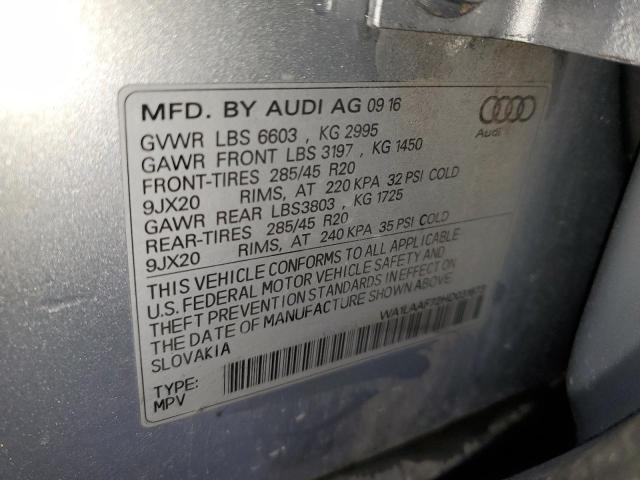 MFD. BY AUDI AG 09 16
Audi
GVWR LBS 6603 , KG 2995
GAWR FRONT LBS 3197 , KG 1450
FRONT-TIRES 285/45 R20
9JX20 RIMS, AT 220 KPA 32 PSI COLD
GAWR REAR LBS3803 , KG 1725
REAR-TIRES 285/45 R20
9JX20 RIMS, AT 240 KPA 35 PSI COLD
THIS VEHICLE CONFORMS TO ALL APPLICABLE
U.S. FEDERAL MOTOR VEHICLE SAFETY AND
THEFT PREVENTION STANDARDS IN EFFECT ON
THE DATE OF MANUFACTURE SHOWN ABOVE.
SLOVAKIA
TYPE:
MPV